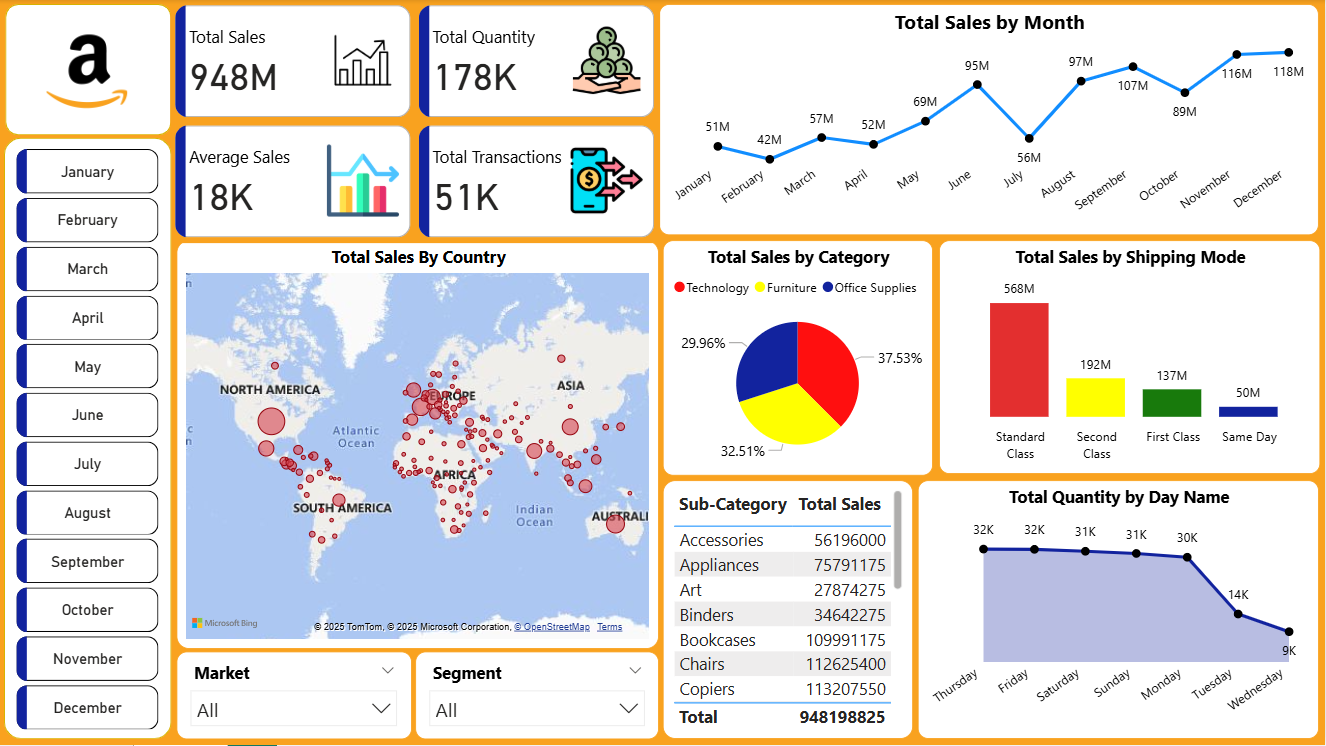 a
Total Sales
948M
Total Quantity
178K
Average Sales
18K
Total Transactions
$
51K
January
February
March
April
May
June
July
August
September
October
November
December
Total Sales by Month
51M
42M
57M
52M
69M
95M
56M
97M
107M
89M
116M
118M
January
February
March
April
May
June
July
August
September
October
November
December
Total Sales By Country
NORTH AMERICA
EUROPE
ASIA
Atlantic
Ocean
AFRICA
SOUTH AMERICA
Indian
Ocean
AUSTRALI
Microsoft Bing
© 2025 TomTom, © 2025 Microsoft Corporation, © OpenStreetMap Terms
Market
All
Segment
All
Total Sales by Category
Technology Furniture Office Supplies
29.96%
37.53%
32.51%
Total Sales by Shipping Mode
568M
192M
137M
50M
Standard
Class
Second
Class
First Class
Same Day
Sub-Category Total Sales
Accessories 56196000
Appliances 75791175
Art 27874275
Binders 34642275
Bookcases 109991175
Chairs 112625400
Copiers 113207550
Total 948198825
Total Quantity by Day Name
32K
32K
31K
31K
30K
14K
9K
Thursday
Friday
Saturday
Sunday
Monday
Tuesday
Wednesday